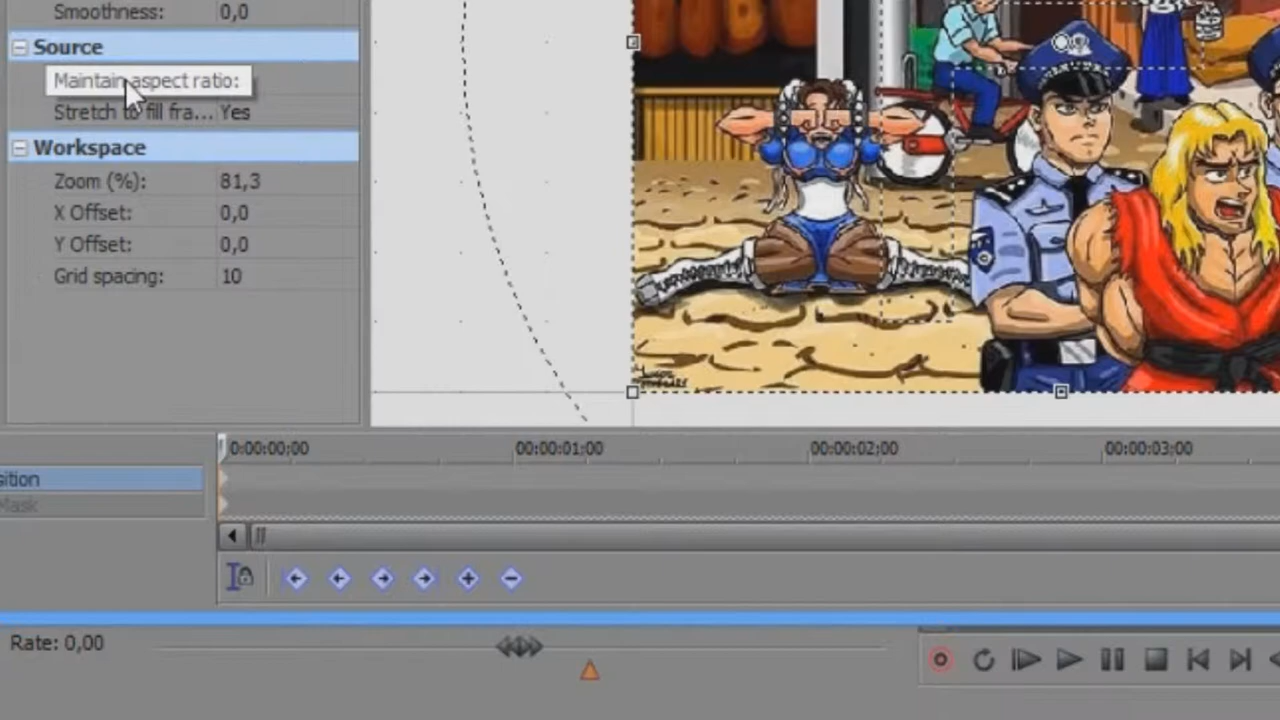 Smoothness: 0,0
Source
Maintain aspect ratio:
Stretch to fill fra... Yes
Workspace
Zoom (%): 81,3
X Offset: 0,0
Y Offset: 0,0
Grid spacing: 10
0:00:00;00 00:00:01;00 00:00:02;00 00:00:03;00
sition
Mask
Rate: 0,00